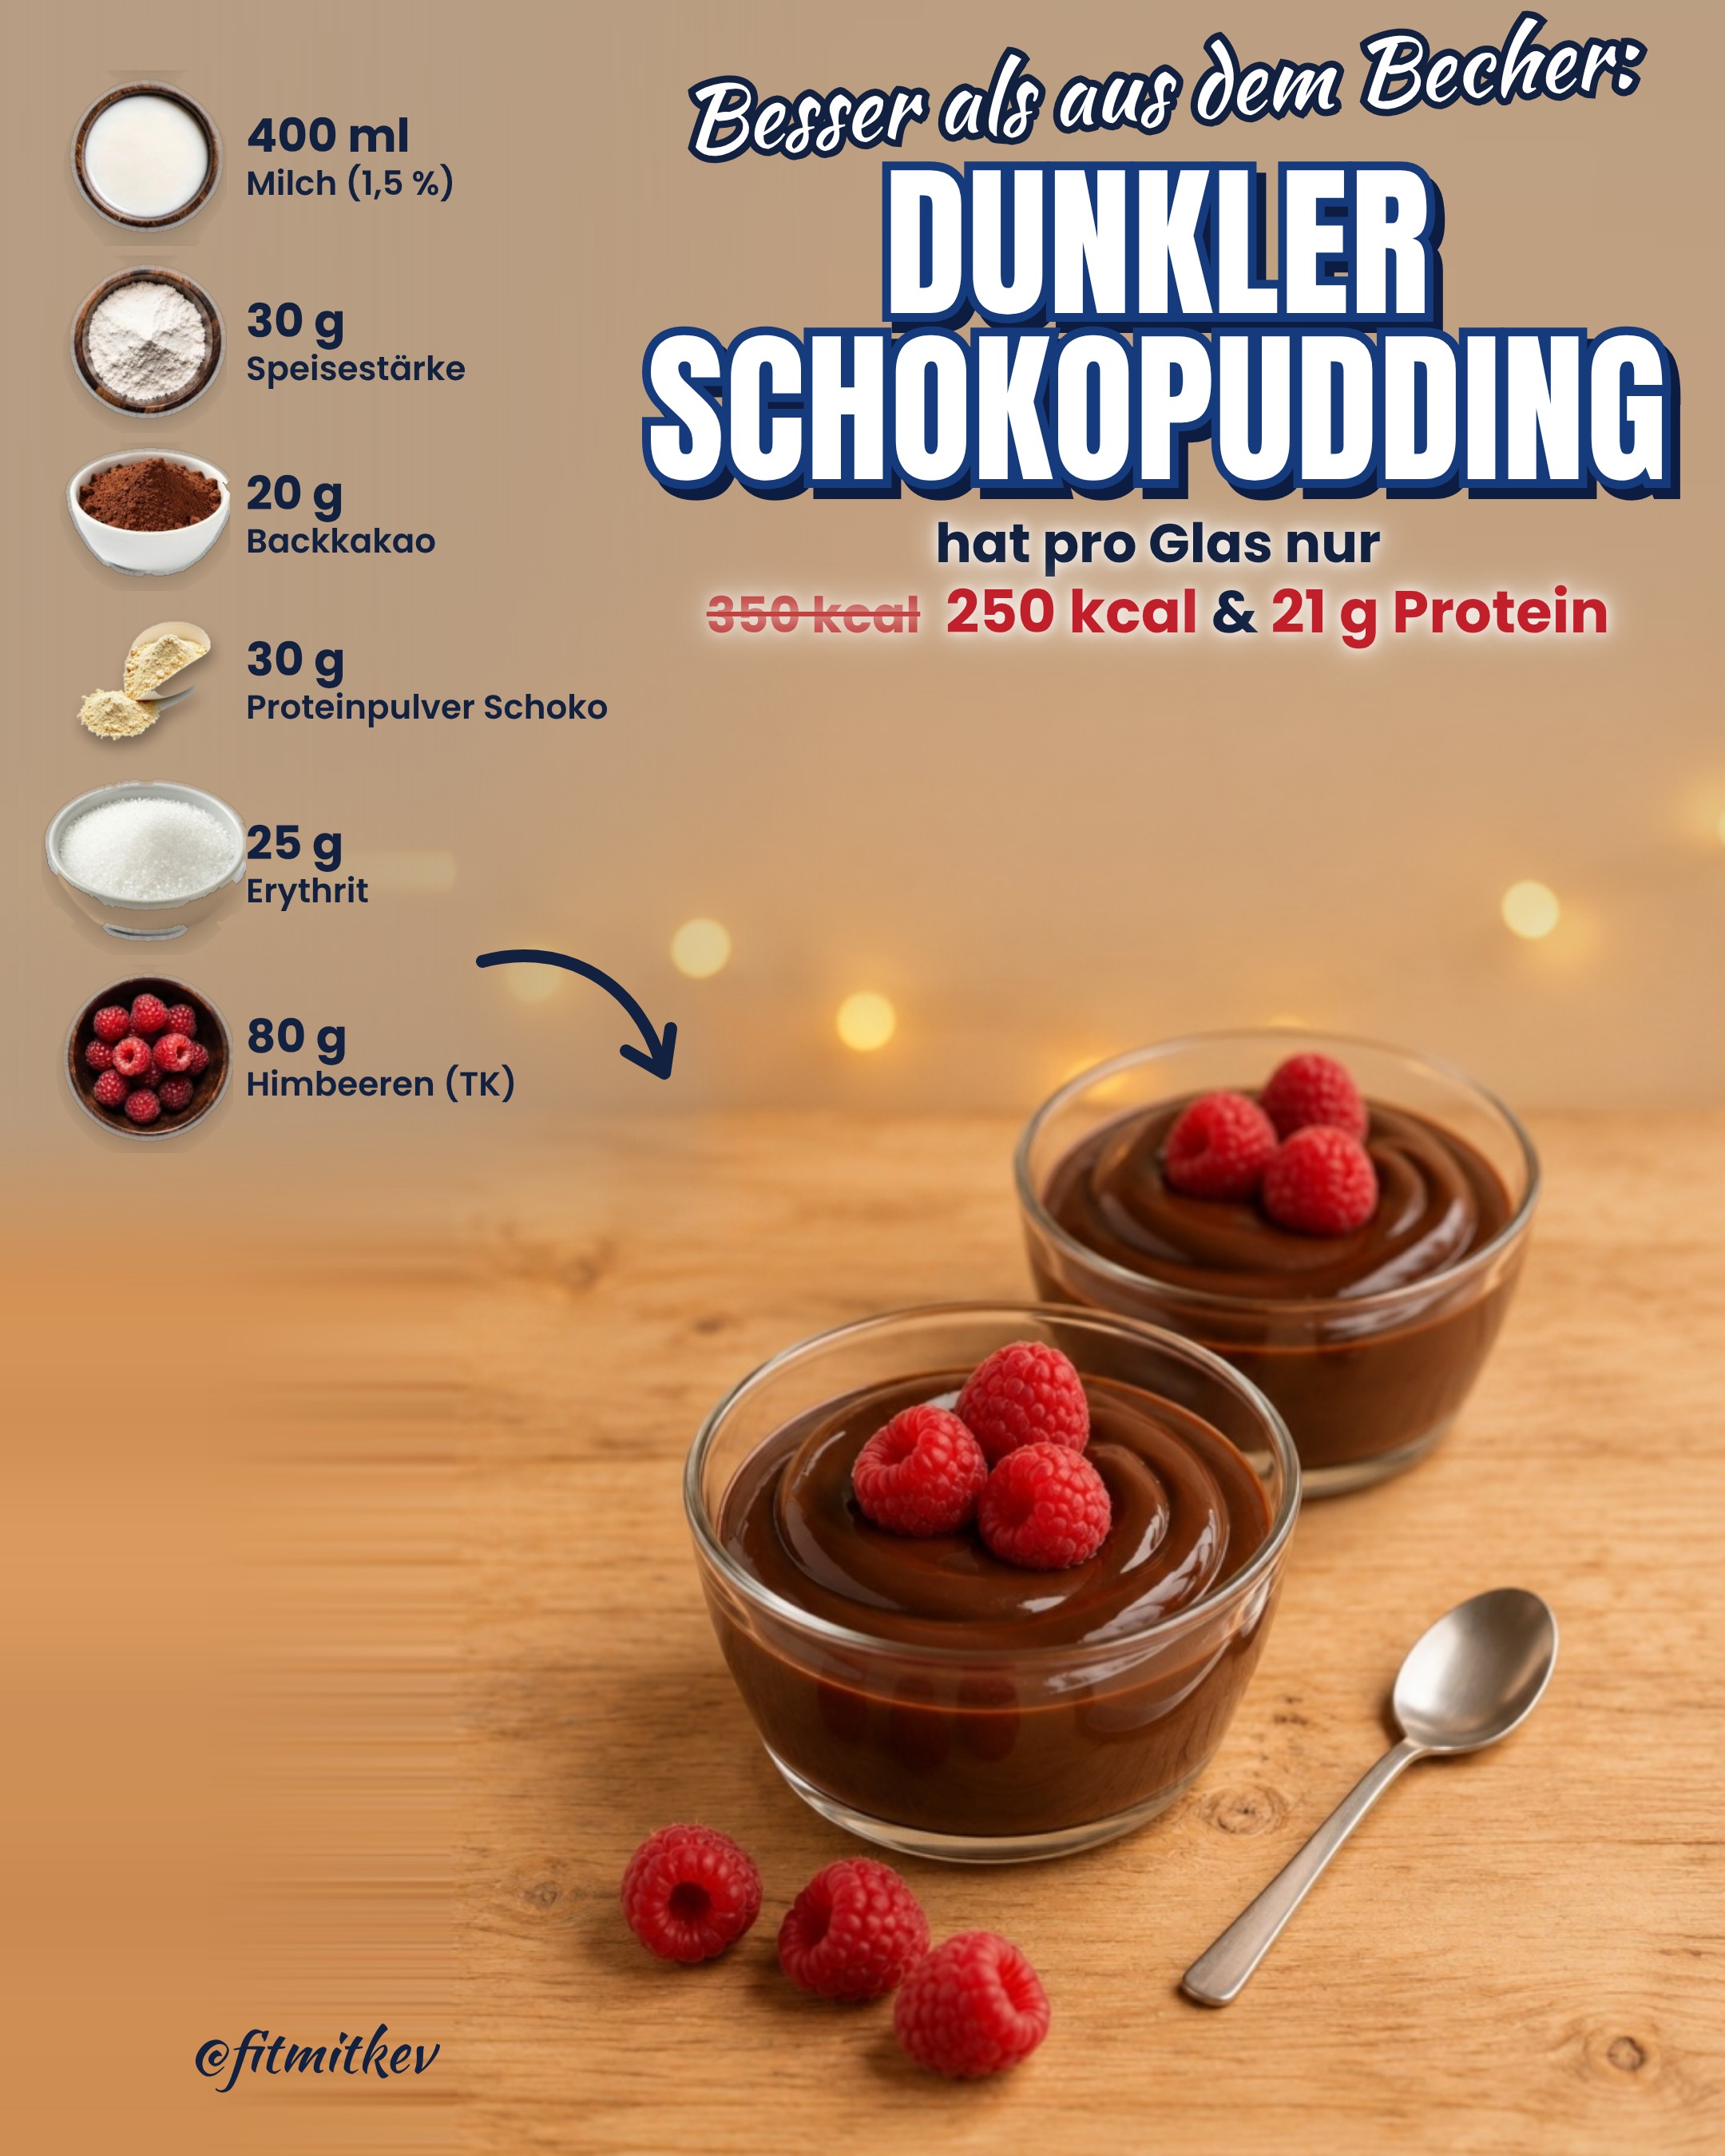 Besser als aus dem Becher:
DUNKLER
SCHOKOPUDDING
hat pro Glas nur
350 kcal 250 kcal & 21 g Protein
400 ml
Milch (1,5 %)
30 g
Speisestärke
20 g
Backkakao
30 g
Proteinpulver Schoko
25 g
Erythrit
80 g
Himbeeren (TK)
@fitmitkev